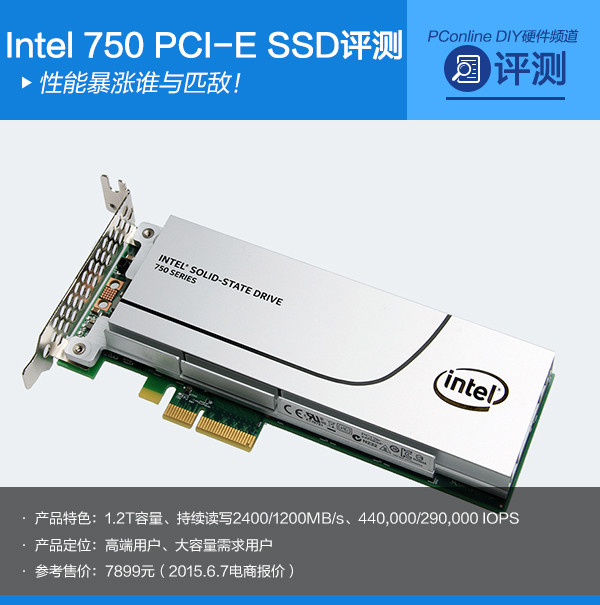 Intel 750 PCI-E SSD评测
性能暴涨谁与匹敌！
PConline DIY硬件频道
评测
INTEL® SOLID-STATE DRIVE
750 SERIES
intel
· 产品特色：1.2T容量、持续读写2400/1200MB/s、440,000/290,000 IOPS
· 产品定位：高端用户、大容量需求用户
· 参考售价：7899元（2015.6.7电商报价）